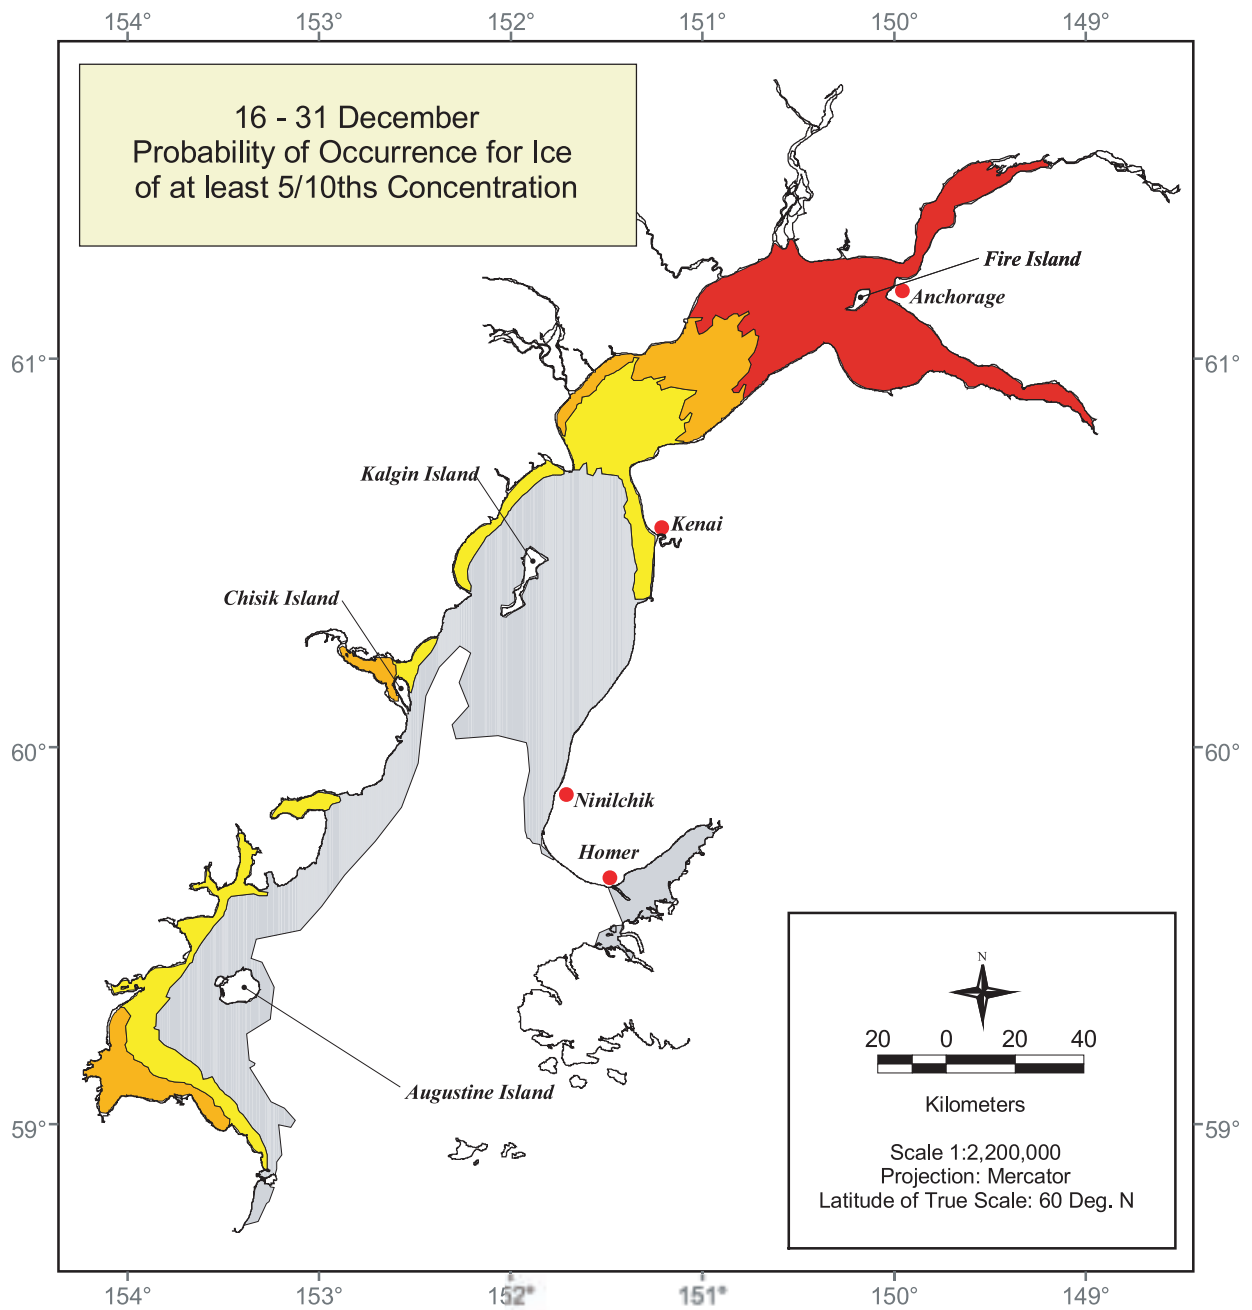 154° 153° 152° 151° 150° 149°
16 - 31 December
Probability of Occurrence for Ice
of at least 5/10ths Concentration
Fire Island
Anchorage
61° 61°
Kalgin Island
Kenai
Chisik Island
60° 60°
Ninilchik
Homer
N
20 0 20 40
Kilometers
Augustine Island
59° 59°
Scale 1:2,200,000
Projection: Mercator
Latitude of True Scale: 60 Deg. N
154° 153° 152° 151° 150° 149°